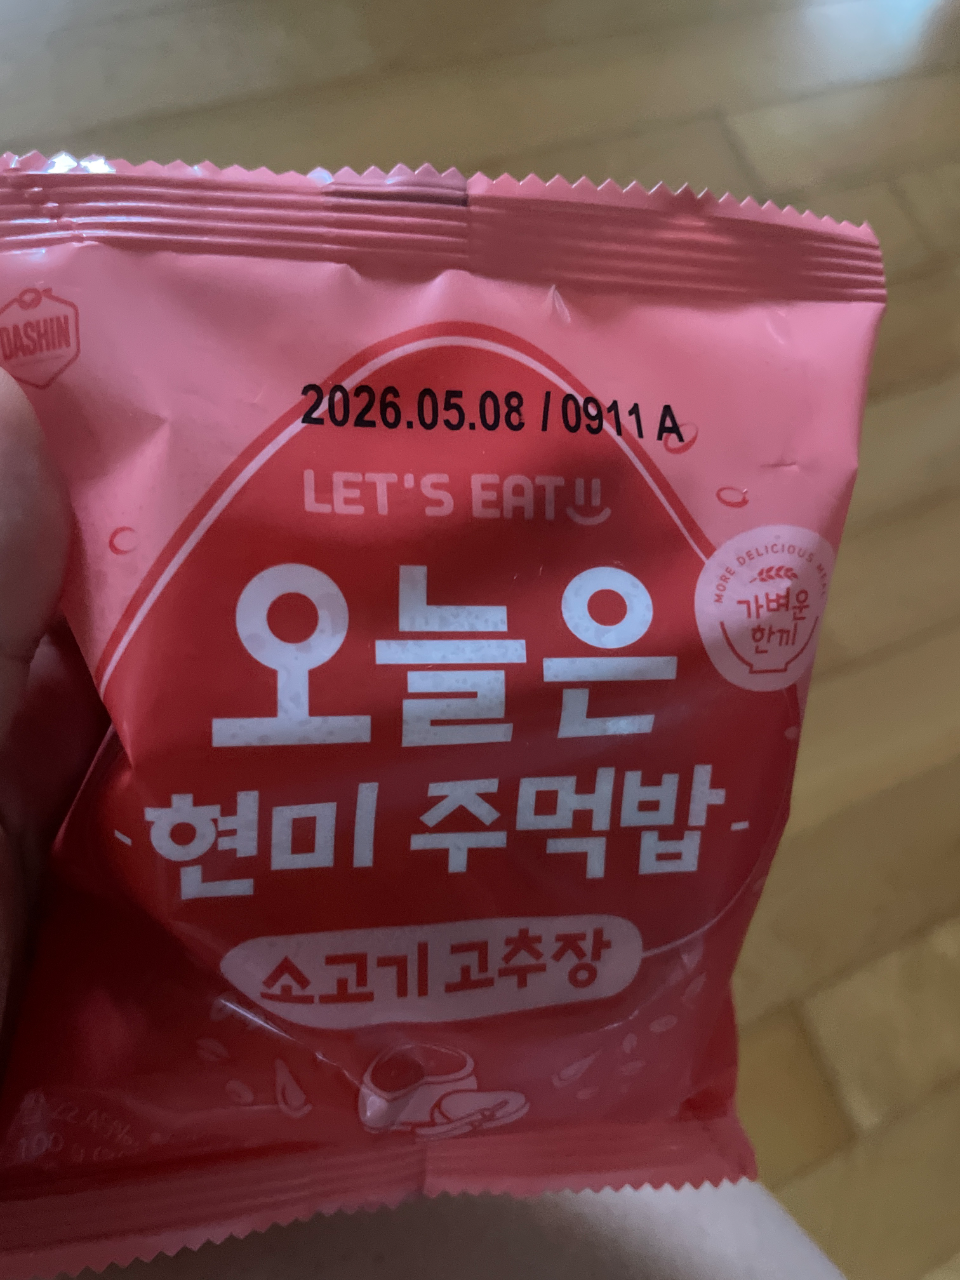 DASHIN
2026.05.08 / 0911 A
LET'S EAT
MORE DELICIOUS
가벼운
한끼
오늘은
-현미 주먹밥-
소고기 고추장
100 g